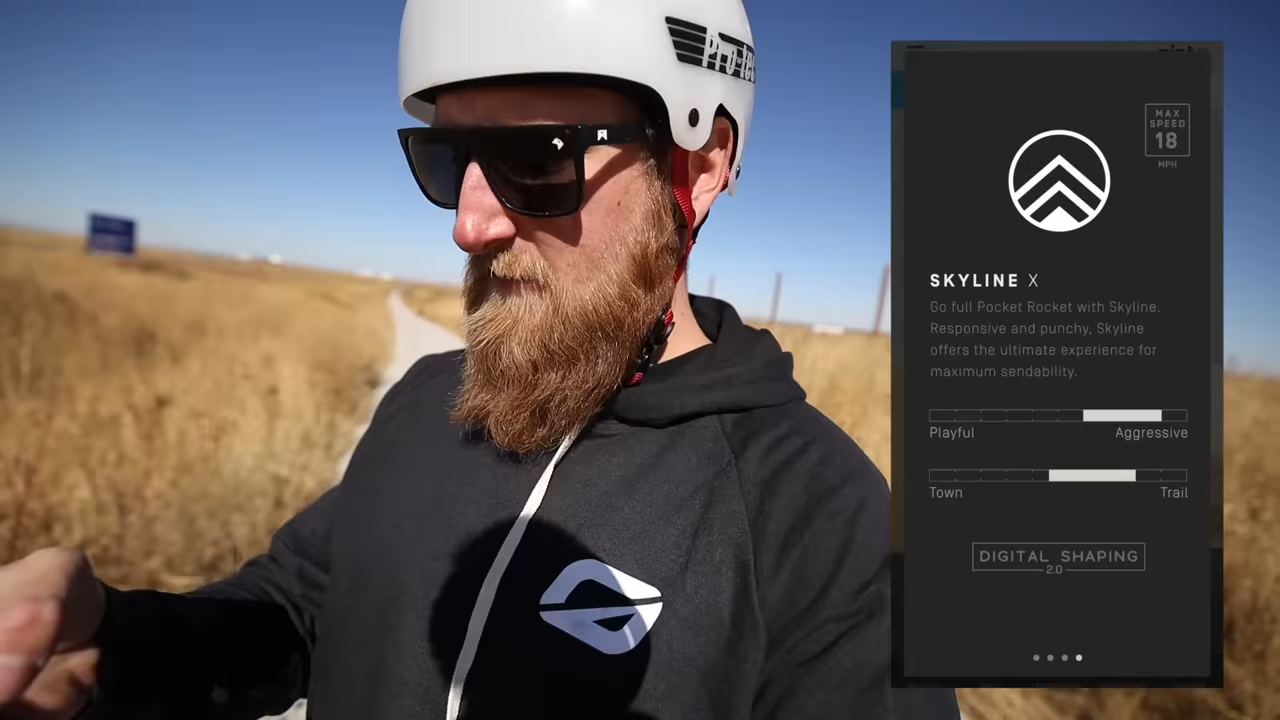 Pro-tec
MAX
SPEED
18
MPH
SKYLINE X
Go full Pocket Rocket with Skyline.
Responsive and punchy, Skyline
offers the ultimate experience for
maximum sendability.
Playful Aggressive
Town Trail
DIGITAL SHAPING
2.0